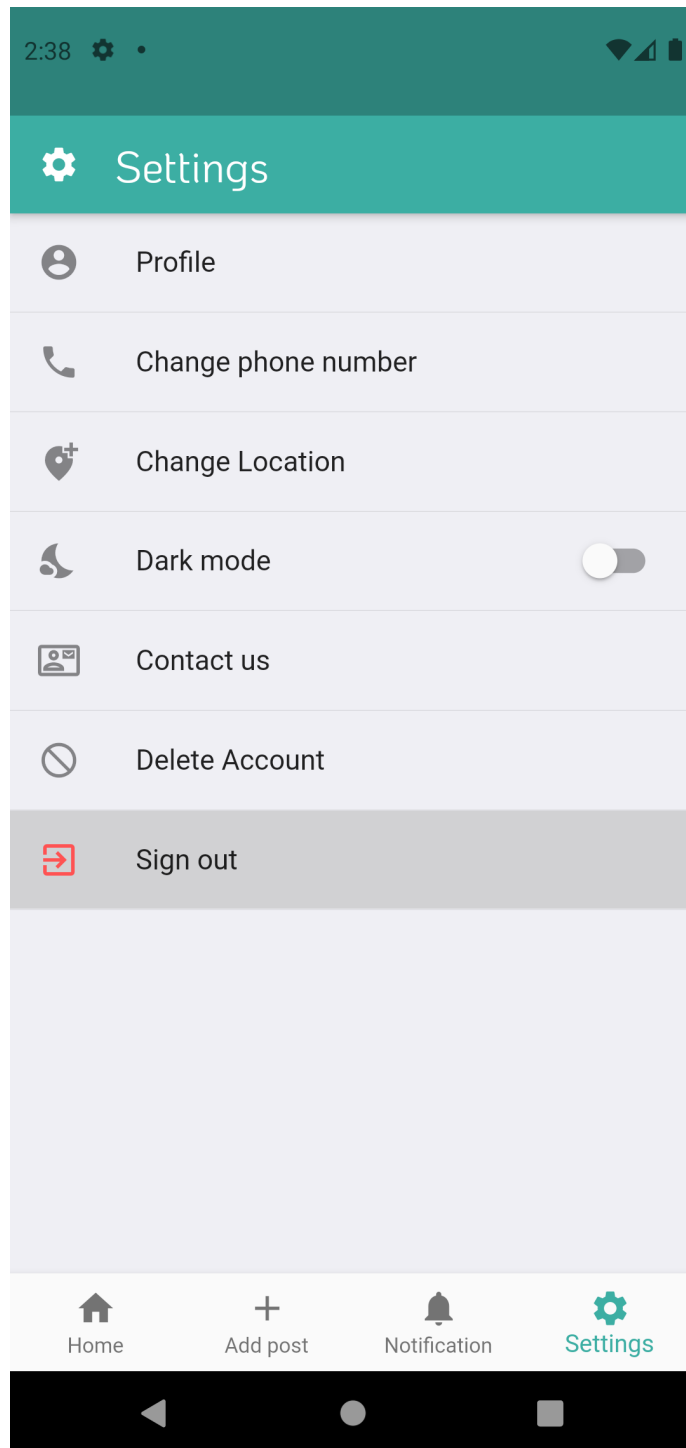 2:38
Settings
Profile
Change phone number
Change Location
Dark mode
Contact us
Delete Account
Sign out
Home
Add post
Notification
Settings